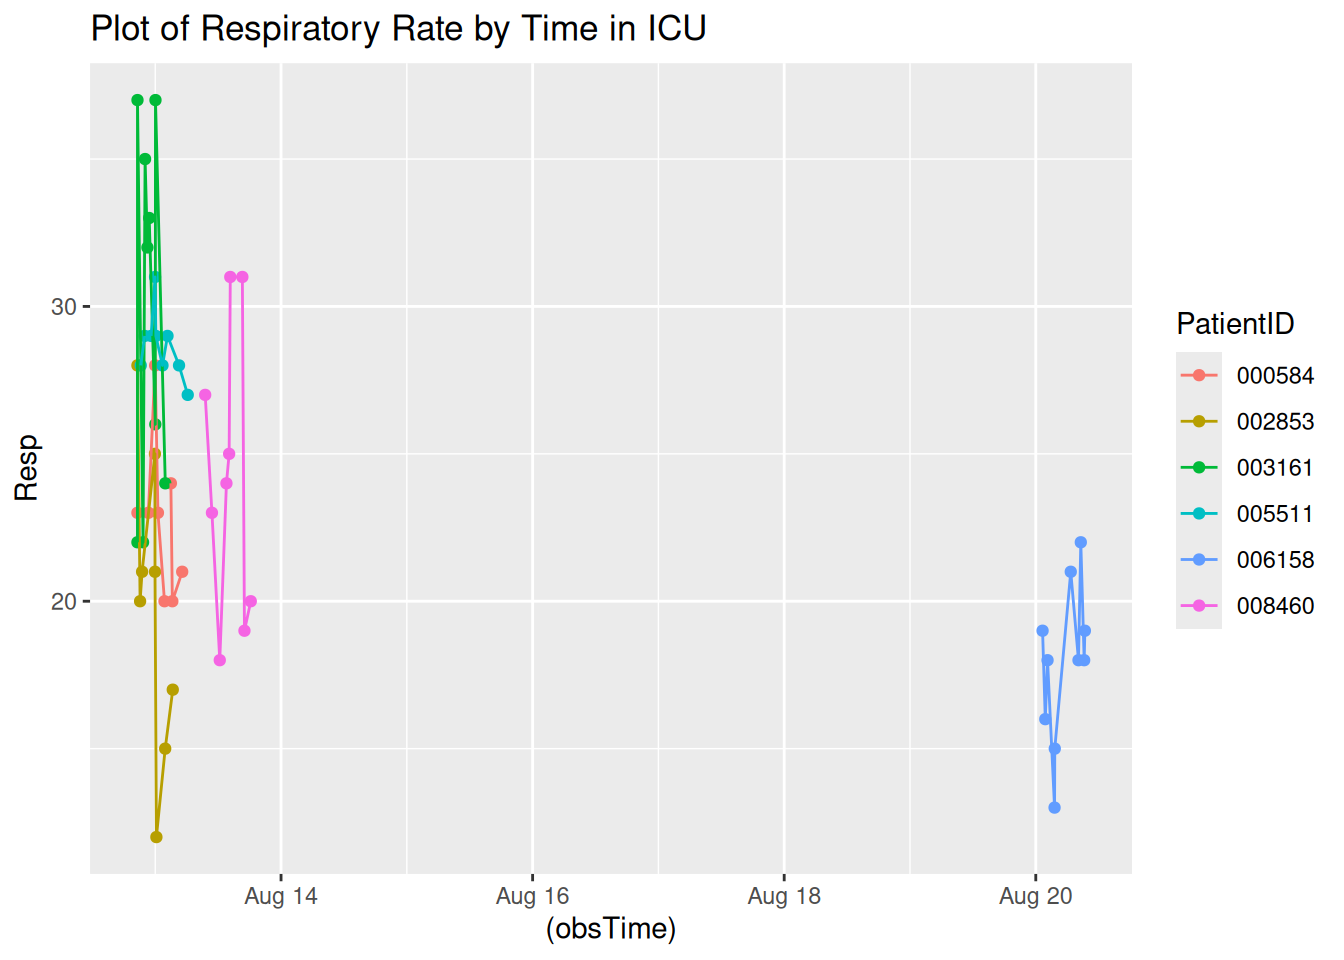 Plot of Respiratory Rate by Time in ICU
Resp
30
20
Aug 14
Aug 16
Aug 18
Aug 20
(obsTime)
PatientID
000584
002853
003161
005511
006158
008460